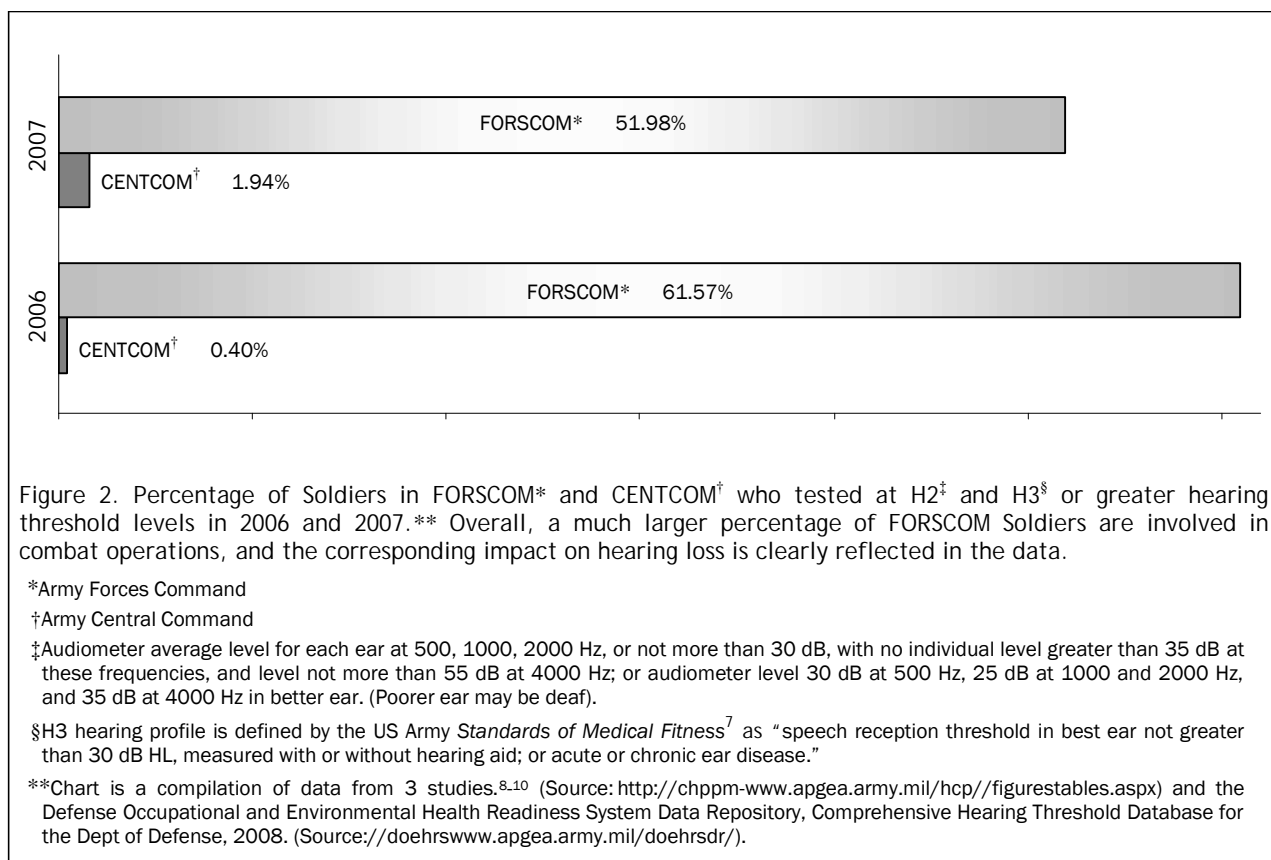 2007
FORSCOM* 51.98%
CENTCOM† 1.94%
2006
FORSCOM* 61.57%
CENTCOM† 0.40%
Figure 2. Percentage of Soldiers in FORSCOM* and CENTCOM† who tested at H2‡ and H3§ or greater hearing
threshold levels in 2006 and 2007.** Overall, a much larger percentage of FORSCOM Soldiers are involved in
combat operations, and the corresponding impact on hearing loss is clearly reflected in the data.
*Army Forces Command
†Army Central Command
‡Audiometer average level for each ear at 500, 1000, 2000 Hz, or not more than 30 dB, with no individual level greater than 35 dB at
these frequencies, and level not more than 55 dB at 4000 Hz; or audiometer level 30 dB at 500 Hz, 25 dB at 1000 and 2000 Hz,
and 35 dB at 4000 Hz in better ear. (Poorer ear may be deaf).
§H3 hearing profile is defined by the US Army Standards of Medical Fitness7 as “speech reception threshold in best ear not greater
than 30 dB HL, measured with or without hearing aid; or acute or chronic ear disease.”
**Chart is a compilation of data from 3 studies.8-10 (Source: http://chppm-www.apgea.army.mil/hcp//figurestables.aspx) and the
Defense Occupational and Environmental Health Readiness System Data Repository, Comprehensive Hearing Threshold Database for
the Dept of Defense, 2008. (Source://doehrswww.apgea.army.mil/doehrsdr/).